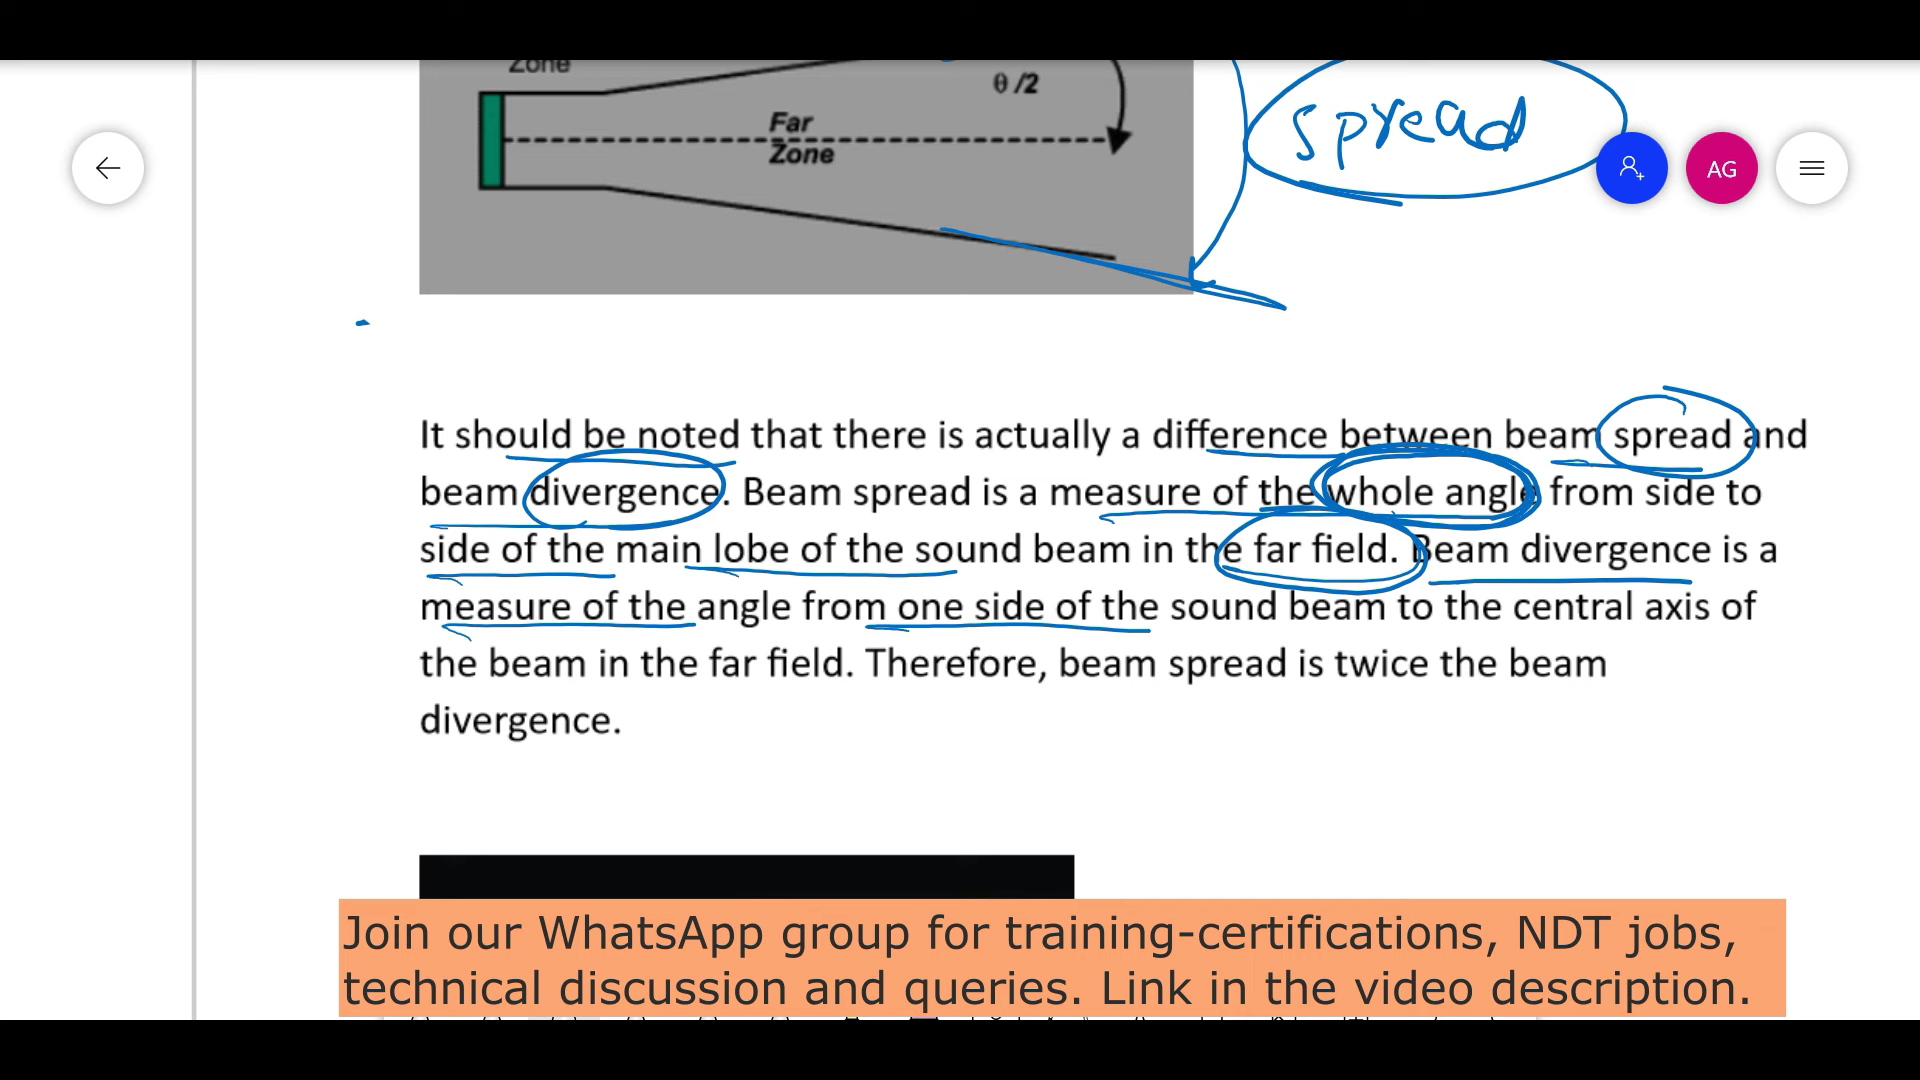 Zone
θ /2
Far
Zone
spread
AG
It should be noted that there is actually a difference between beam spread and
beam divergence. Beam spread is a measure of the whole angle from side to
side of the main lobe of the sound beam in the far field. Beam divergence is a
measure of the angle from one side of the sound beam to the central axis of
the beam in the far field. Therefore, beam spread is twice the beam
divergence.
Join our WhatsApp group for training-certifications, NDT jobs,
technical discussion and queries. Link in the video description.